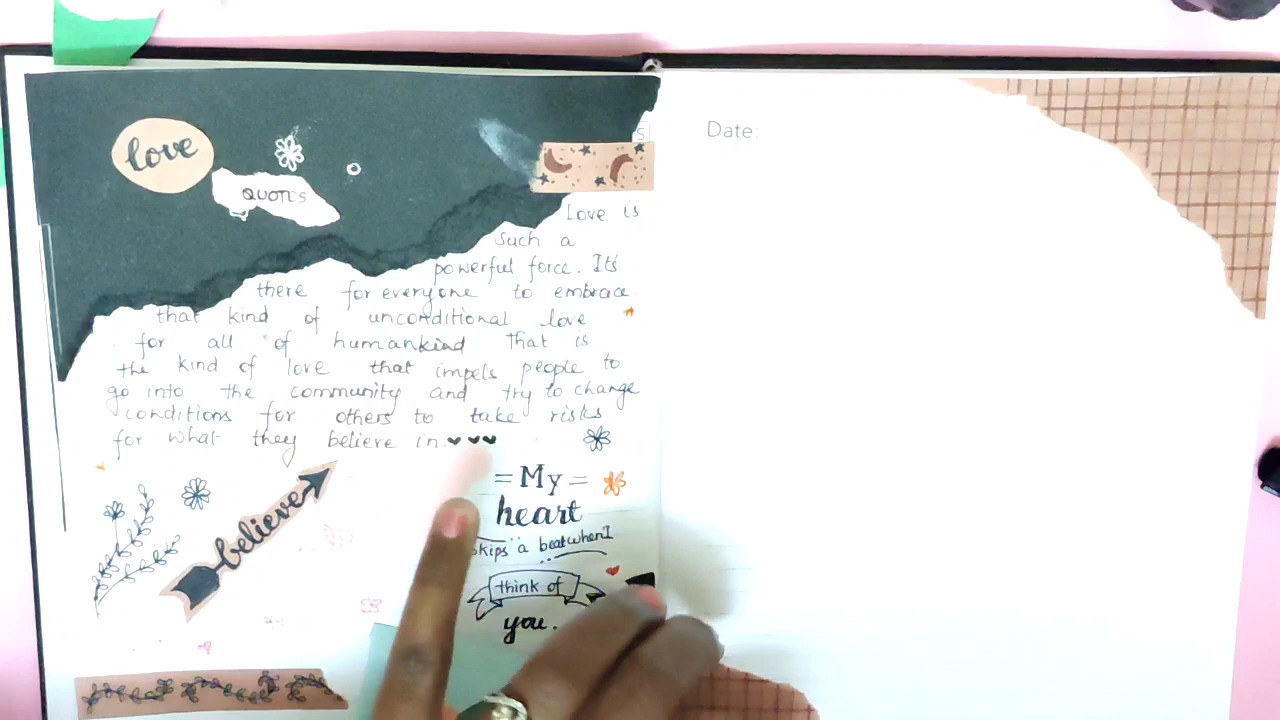 love
QUOTES
S
Date:
Love is
such a
powerful force. It's
there for everyone to embrace.
that kind of unconditional love
for all of humankind that is
the kind of love that impels people to
go into the community and try to change
conditions for others to take risks
for what they believe in.
believe
= My =
heart
skips a beat when I
think of
you.